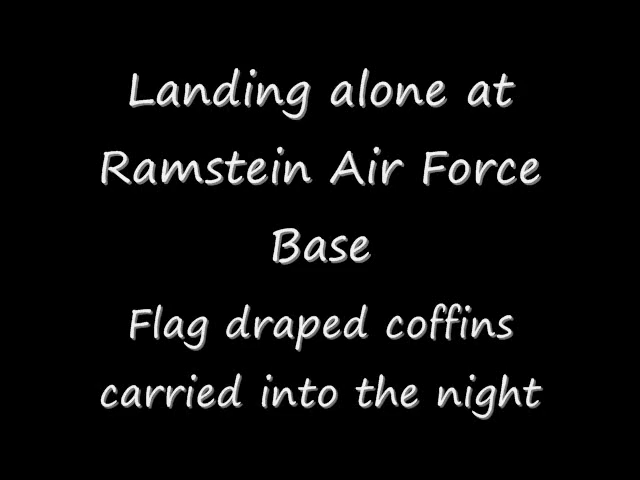 Landing alone at
Ramstein Air Force
Base
Flag draped coffins
carried into the night